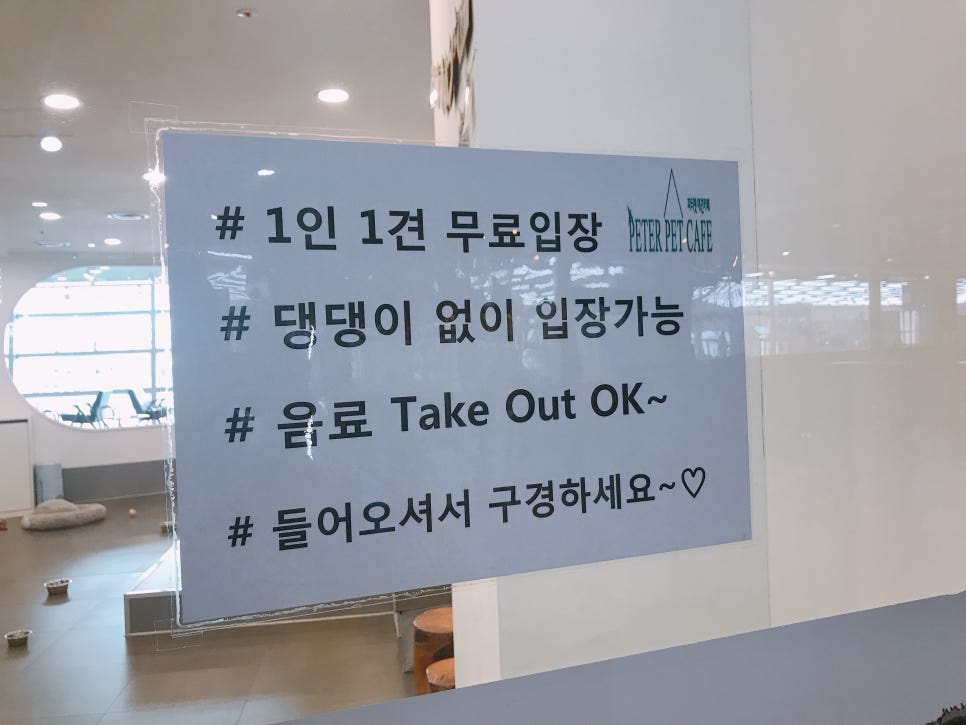 # 1인 1견 무료입장
PETER PET CAFE
# 댕댕이 없이 입장가능
# 음료 Take Out OK~
# 들어오셔서 구경하세요~♡